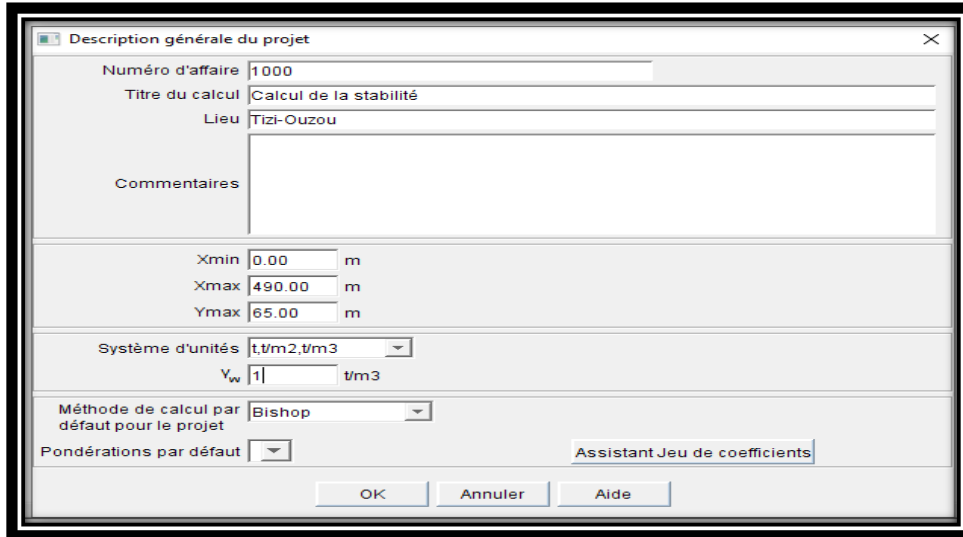 Description générale du projet
Numéro d'affaire 1000
Titre du calcul Calcul de la stabilité
Lieu Tizi-Ouzou
Commentaires
Xmin 0.00 m
Xmax 490.00 m
Ymax 65.00 m
Système d'unités t,t/m2,t/m3
Yw 1 t/m3
Méthode de calcul par
défaut pour le projet Bishop
Pondérations par défaut Assistant Jeu de coefficients
OK Annuler Aide